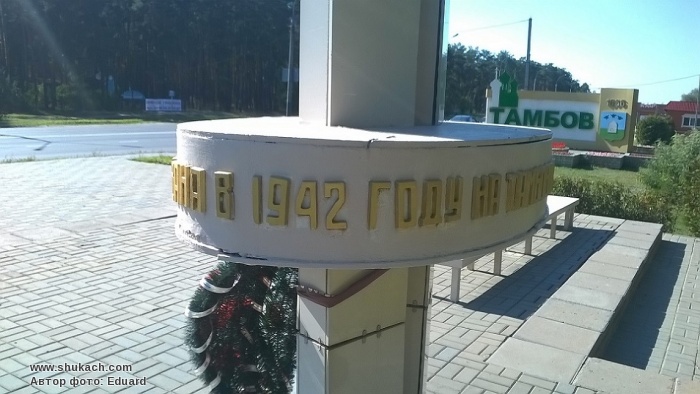 ТАМБОВ
В 1942 ГОДУ НА
www.shukach.com
Автор фото: Eduard